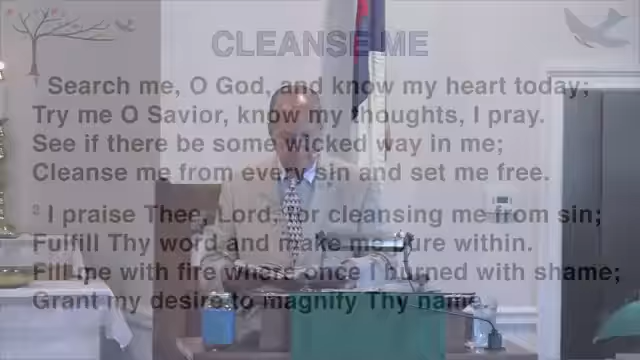 CLEANSE ME
1 Search me, O God, and know my heart today;
Try me O Savior, know my thoughts, I pray.
See if there be some wicked way in me;
Cleanse me from every sin and set me free.
2 I praise Thee, Lord, for cleansing me from sin;
Fulfill Thy word and make me pure within.
Fill me with fire where once I burned with shame;
Grant my desire to magnify Thy name.